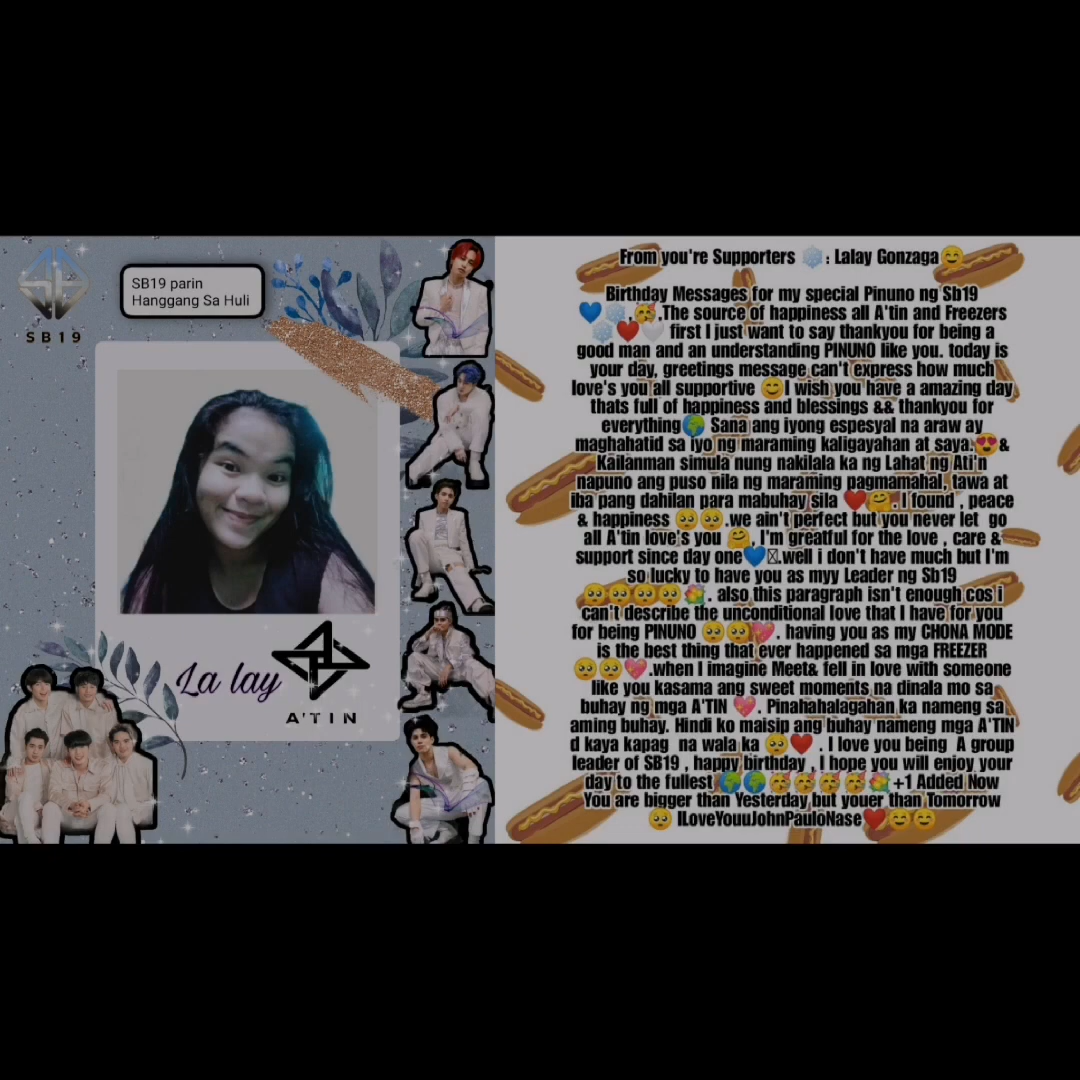 SB19
SB19 parin
Hanggang Sa Huli
La lay
A'TIN
From you're Supporters ❄️ : Lalay Gonzaga😊
Birthday Messages for my special Pinuno ng Sb19
💙❄️🥳.The source of happiness all A'tin and Freezers
❄️❤️🤍 first I just want to say thankyou for being a
good man and an understanding PINUNO like you. today is
your day, greetings message can't express how much
love's you all supportive 😊I wish you have a amazing day
thats full of happiness and blessings && thankyou for
everything🌍 Sana ang iyong espesyal na araw ay
maghahatid sa iyo ng maraming kaligayahan at saya.😍&
Kailanman simula nung nakilala ka ng Lahat ng Ati'n
napuno ang puso nila ng maraming pagmamahal, tawa at
iba pang dahilan para mabuhay sila ❤️🤗. I found , peace
& happiness 🥺🥺.we ain't perfect but you never let go
all A'tin love's you 🤗, I'm greatful for the love , care &
support since day one💙.well i don't have much but I'm
so lucky to have you as myy Leader ng Sb19
🥺🥺🥺🥺💐. also this paragraph isn't enough cos i
can't describe the unconditional love that I have for you
for being PINUNO 🥺🥺💖. having you as my CHONA MODE
is the best thing that ever happened sa mga FREEZER
🥺🥺💖.when I imagine Meet& fell in love with someone
like you kasama ang sweet moments na dinala mo sa
buhay ng mga A'TIN 💖. Pinahahalagahan ka nameng sa
aming buhay. Hindi ko maisip ang buhay nameng mga A'TIN
d kaya kapag na wala ka 🥺❤️ . I love you being A group
leader of SB19 , happy birthday , I hope you will enjoy your
day to the fullest 🌍🌍🥳🥳🥳🥳💐 +1 Added Now
You are bigger than Yesterday but youer than Tomorrow
🥺 ILoveYouuJohnPauloNase❤️😊😊